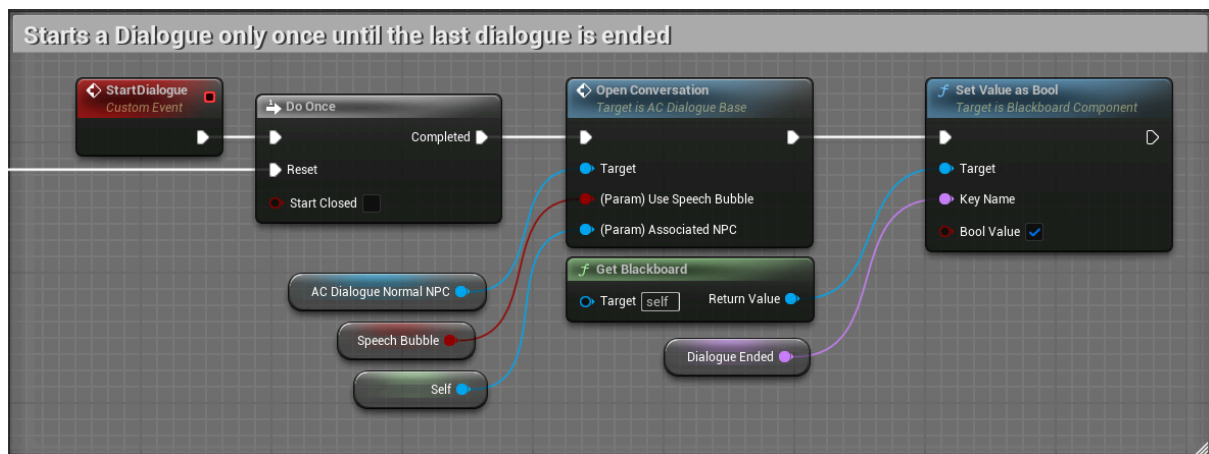 Starts a Dialogue only once until the last dialogue is ended
StartDialogue
Custom Event
Do Once
Completed
Reset
Start Closed
Open Conversation
Target is AC Dialogue Base
Target
(Param) Use Speech Bubble
(Param) Associated NPC
Set Value as Bool
Target is Blackboard Component
Target
Key Name
Bool Value
AC Dialogue Normal NPC
Speech Bubble
Self
f Get Blackboard
Target self
Return Value
Dialogue Ended